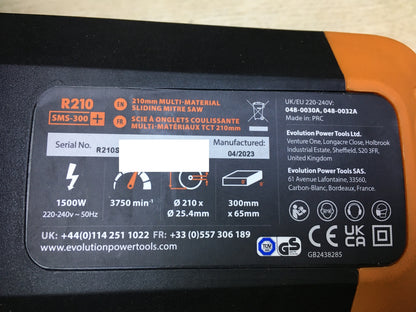 R210
SMS-300 +
EN 210mm MULTI-MATERIAL
SLIDING MITRE SAW
FR SCIE À ONGLETS COULISSANTE
MULTI-MATÉRIAUX TCT 210mm
Serial No. R210S
Manufactured:
04/2023
1500W
220-240v ~ 50Hz
3750 min⁻¹
Ø 210 x
Ø 25.4mm
300mm
x 65mm
UK: +44(0)114 251 1022 FR: +33 (0)557 306 189
www.evolutionpowertools.com
UK/EU 220-240V:
048-0030A, 048-0032A
Made in: PRC
Evolution Power Tools Ltd.
Venture One, Longacre Close, Holbrook
Industrial Estate, Sheffield, S20 3FR,
United Kingdom
Evolution Power Tools SAS.
61 Avenue Lafontaine, 33560,
Carbon-Blanc, Bordeaux, France.
CE UK CA
TÜV GS
GB2438285